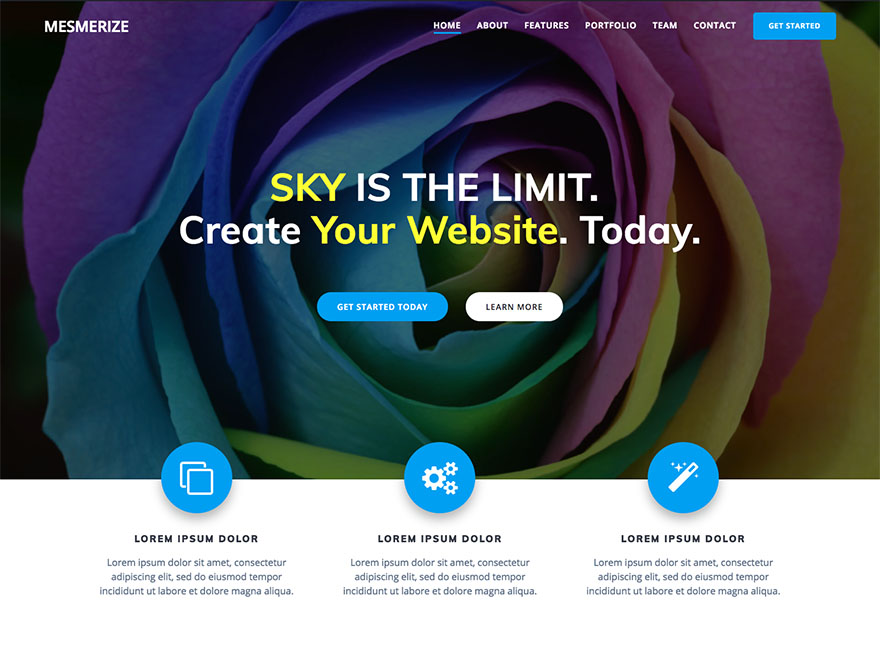 MESMERIZE
HOME ABOUT FEATURES PORTFOLIO TEAM CONTACT GET STARTED
SKY IS THE LIMIT.
Create Your Website. Today.
GET STARTED TODAY LEARN MORE
LOREM IPSUM DOLOR
Lorem ipsum dolor sit amet, consectetur
adipiscing elit, sed do eiusmod tempor
incididunt ut labore et dolore magna aliqua.
LOREM IPSUM DOLOR
Lorem ipsum dolor sit amet, consectetur
adipiscing elit, sed do eiusmod tempor
incididunt ut labore et dolore magna aliqua.
LOREM IPSUM DOLOR
Lorem ipsum dolor sit amet, consectetur
adipiscing elit, sed do eiusmod tempor
incididunt ut labore et dolore magna aliqua.